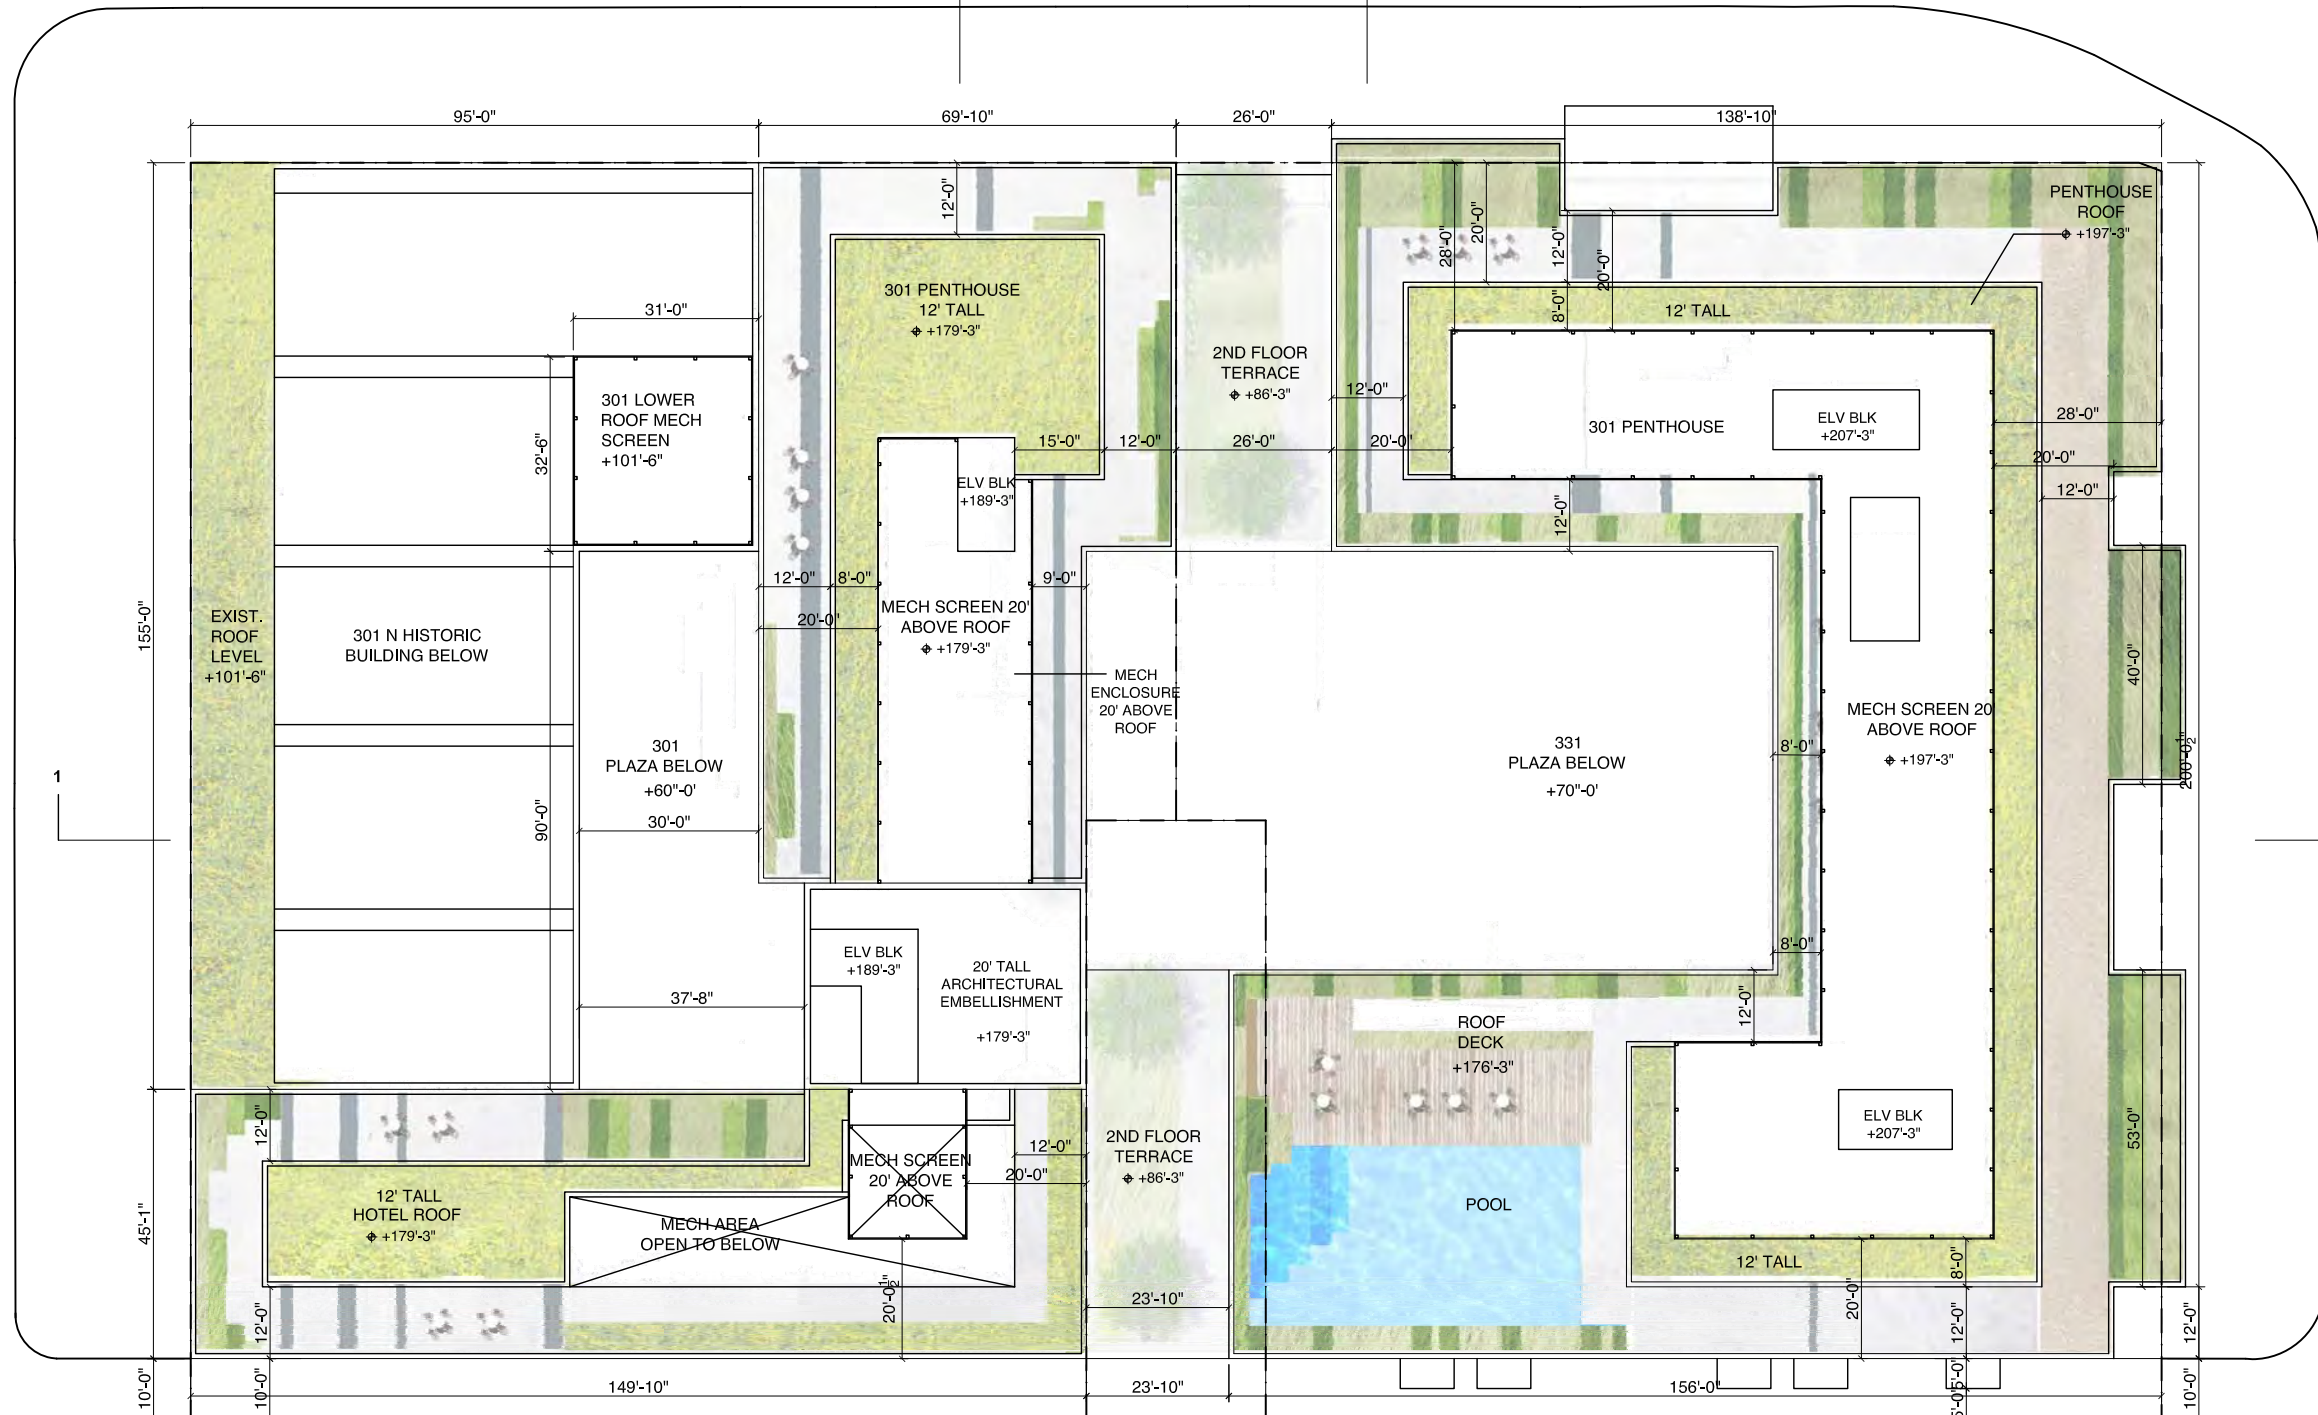 95'-0"
69'-10"
26'-0"
138'-10"
12'-0"
28'-0"
20'-0"
12'-0"
20'-0"
8'-0"
PENTHOUSE
ROOF
+197'-3"
301 PENTHOUSE
12' TALL
+179'-3"
12' TALL
31'-0"
2ND FLOOR
TERRACE
+86'-3"
12'-0"
301 LOWER
ROOF MECH
SCREEN
+101'-6"
32'-6"
301 PENTHOUSE
ELV BLK
+207'-3"
28'-0"
15'-0"
12'-0"
26'-0"
20'-0"
20'-0"
12'-0"
ELV BLK
+189'-3"
12'-0"
155'-0"
EXIST.
ROOF
LEVEL
+101'-6"
301 N HISTORIC
BUILDING BELOW
12'-0"
8'-0"
9'-0"
20'-0"
MECH SCREEN 20'
ABOVE ROOF
+179'-3"
MECH
ENCLOSURE
20' ABOVE
ROOF
40'-0"
200'-0½"
301
PLAZA BELOW
+60"-0'
331
PLAZA BELOW
+70"-0'
8'-0"
MECH SCREEN 20
ABOVE ROOF
+197'-3"
1
90'-0"
30'-0"
37'-8"
ELV BLK
+189'-3"
20' TALL
ARCHITECTURAL
EMBELLISHMENT
+179'-3"
8'-0"
12'-0"
ROOF
DECK
+176'-3"
ELV BLK
+207'-3"
53'-0"
12'-0"
12'-0"
20'-0"
2ND FLOOR
TERRACE
+86'-3"
MECH SCREEN
20' ABOVE
ROOF
12' TALL
HOTEL ROOF
+179'-3"
MECH AREA
OPEN TO BELOW
POOL
45'-1"
12'-0"
20'-0½"
23'-10"
12' TALL
20'-0"
8'-0"
12'-0"
12'-0"
10'-0"
10'-0"
149'-10"
23'-10"
156'-0"
5'-0"
10'-0"